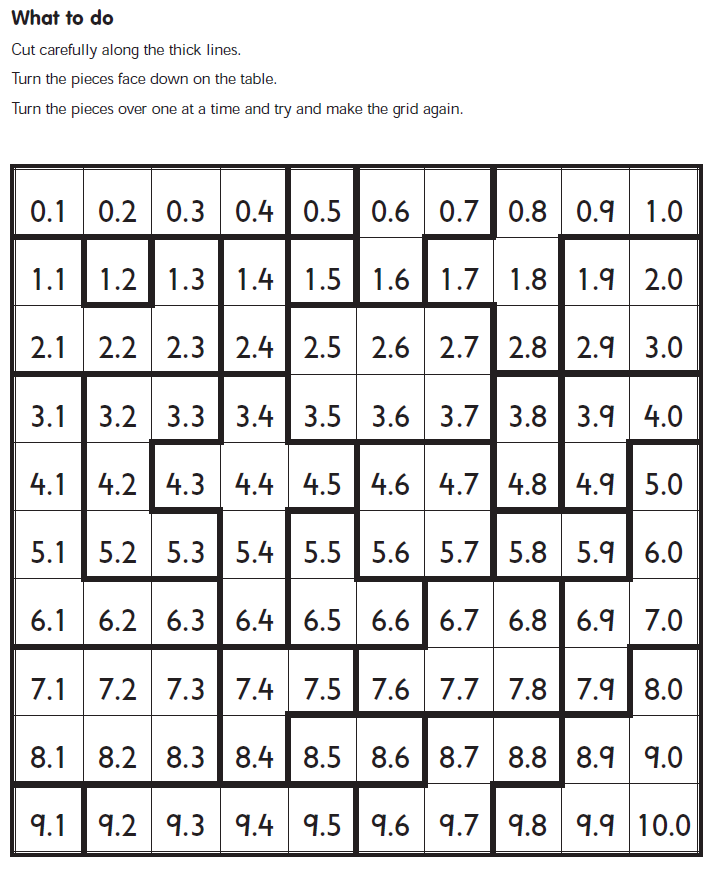 What to do
Cut carefully along the thick lines.
Turn the pieces face down on the table.
Turn the pieces over one at a time and try and make the grid again.
0.1 0.2 0.3 0.4 0.5 0.6 0.7 0.8 0.9 1.0
1.1 1.2 1.3 1.4 1.5 1.6 1.7 1.8 1.9 2.0
2.1 2.2 2.3 2.4 2.5 2.6 2.7 2.8 2.9 3.0
3.1 3.2 3.3 3.4 3.5 3.6 3.7 3.8 3.9 4.0
4.1 4.2 4.3 4.4 4.5 4.6 4.7 4.8 4.9 5.0
5.1 5.2 5.3 5.4 5.5 5.6 5.7 5.8 5.9 6.0
6.1 6.2 6.3 6.4 6.5 6.6 6.7 6.8 6.9 7.0
7.1 7.2 7.3 7.4 7.5 7.6 7.7 7.8 7.9 8.0
8.1 8.2 8.3 8.4 8.5 8.6 8.7 8.8 8.9 9.0
9.1 9.2 9.3 9.4 9.5 9.6 9.7 9.8 9.9 10.0